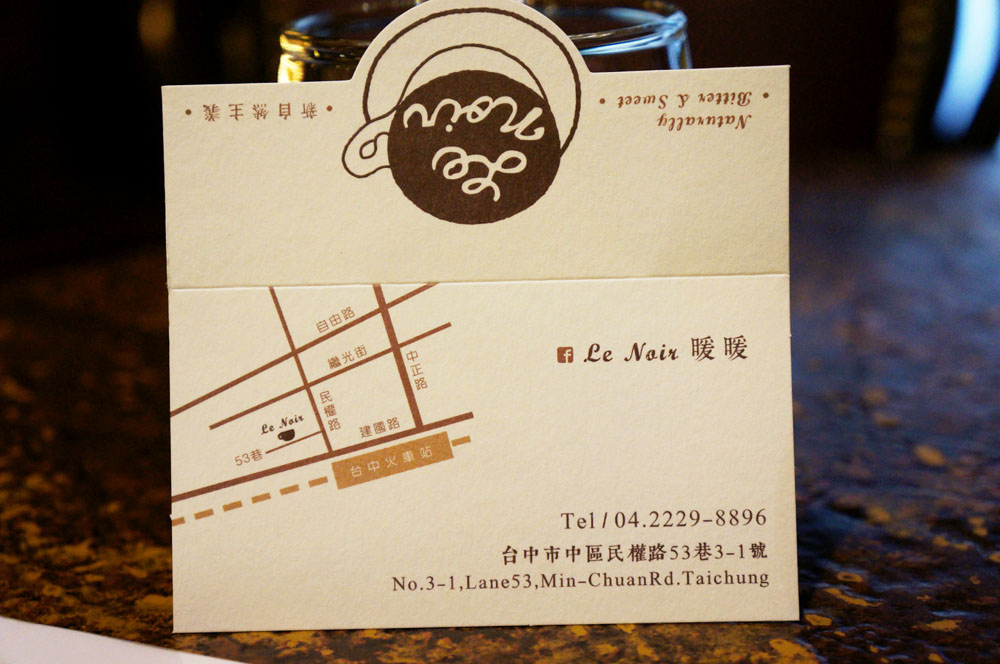 Le
noir
• 新自然主義 •
Naturally
• Bitter & Sweet •
自由路
繼光街
中正路
民權路
Le Noir
53巷
建國路
台中火車站
f Le Noir 暖暖
Tel/04.2229-8896
台中市中區民權路53巷3-1號
No.3-1,Lane53,Min-ChuanRd.Taichung